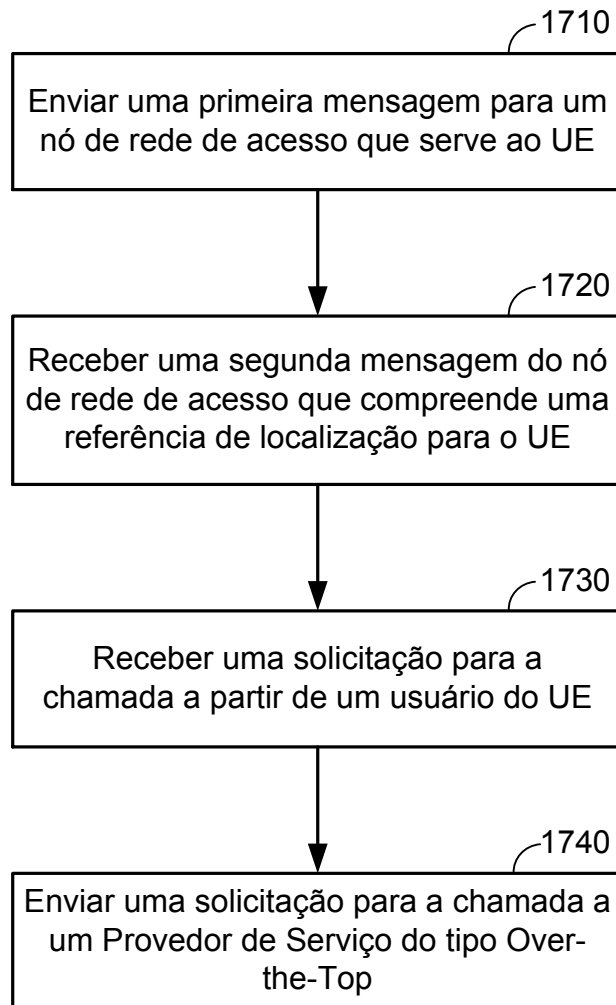 1710
Enviar uma primeira mensagem para um
nó de rede de acesso que serve ao UE
1720
Receber uma segunda mensagem do nó
de rede de acesso que compreende uma
referência de localização para o UE
1730
Receber uma solicitação para a
chamada a partir de um usuário do UE
1740
Enviar uma solicitação para a chamada a
um Provedor de Serviço do tipo Over-
the-Top